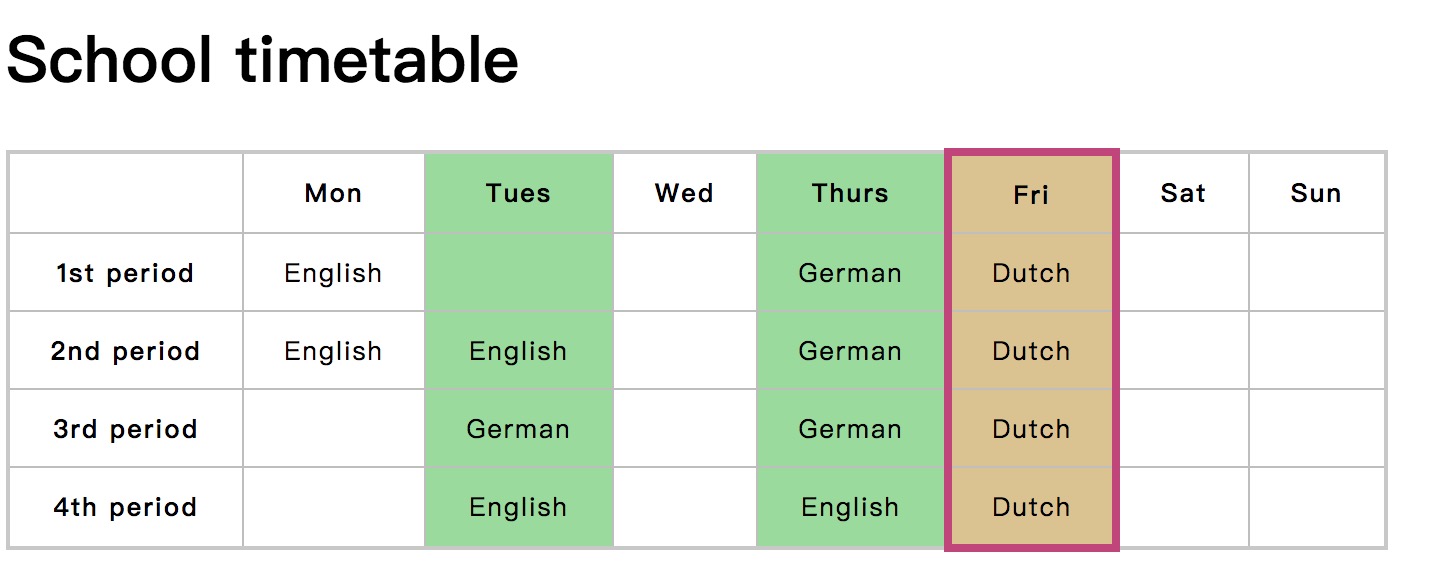 School timetable
Mon Tues Wed Thurs Fri Sat Sun
1st period English German Dutch
2nd period English English German Dutch
3rd period German German Dutch
4th period English English Dutch